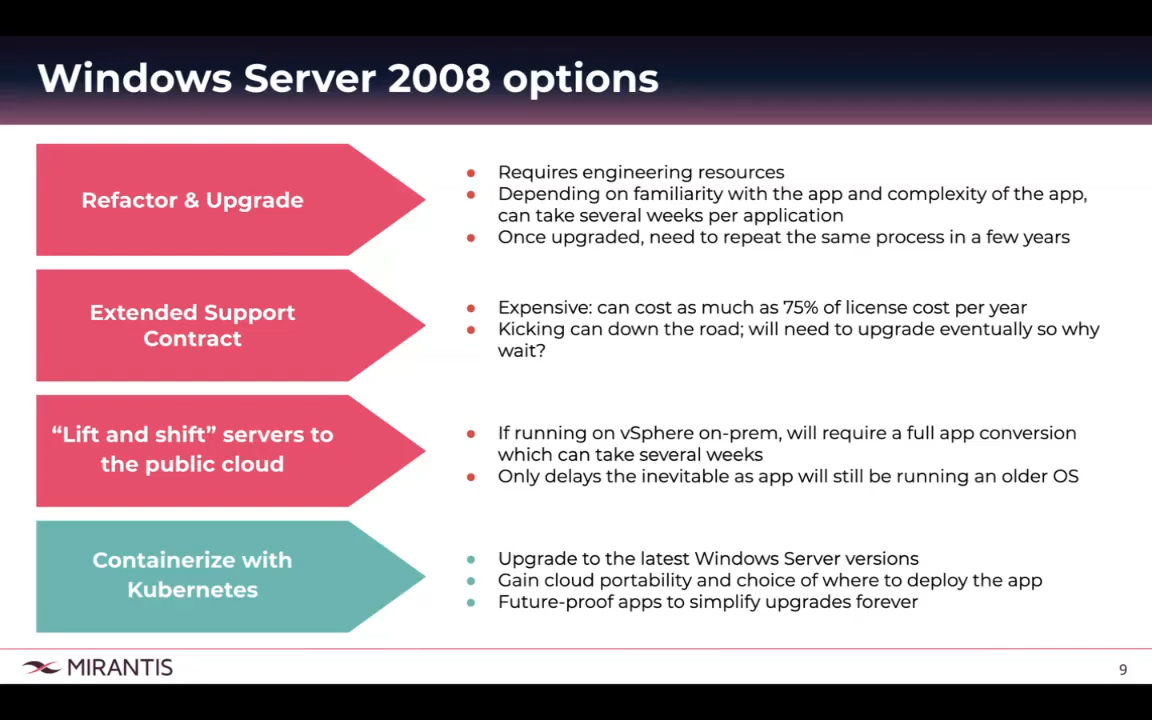 Windows Server 2008 options
Refactor & Upgrade
● Requires engineering resources
● Depending on familiarity with the app and complexity of the app,
can take several weeks per application
● Once upgraded, need to repeat the same process in a few years
Extended Support
Contract
● Expensive: can cost as much as 75% of license cost per year
● Kicking can down the road; will need to upgrade eventually so why
wait?
“Lift and shift” servers to
the public cloud
● If running on vSphere on-prem, will require a full app conversion
which can take several weeks
● Only delays the inevitable as app will still be running an older OS
Containerize with
Kubernetes
● Upgrade to the latest Windows Server versions
● Gain cloud portability and choice of where to deploy the app
● Future-proof apps to simplify upgrades forever
MIRANTIS
9